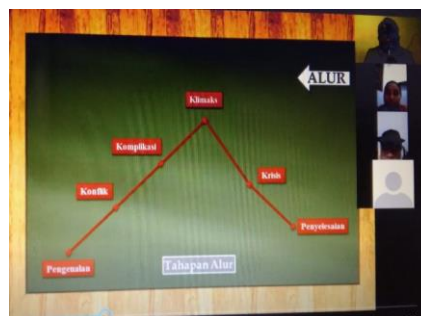 ALUR
Klimaks
Komplikasi
Krisis
Konflik
Penyelesaian
Pengenalan
Tahapan Alur